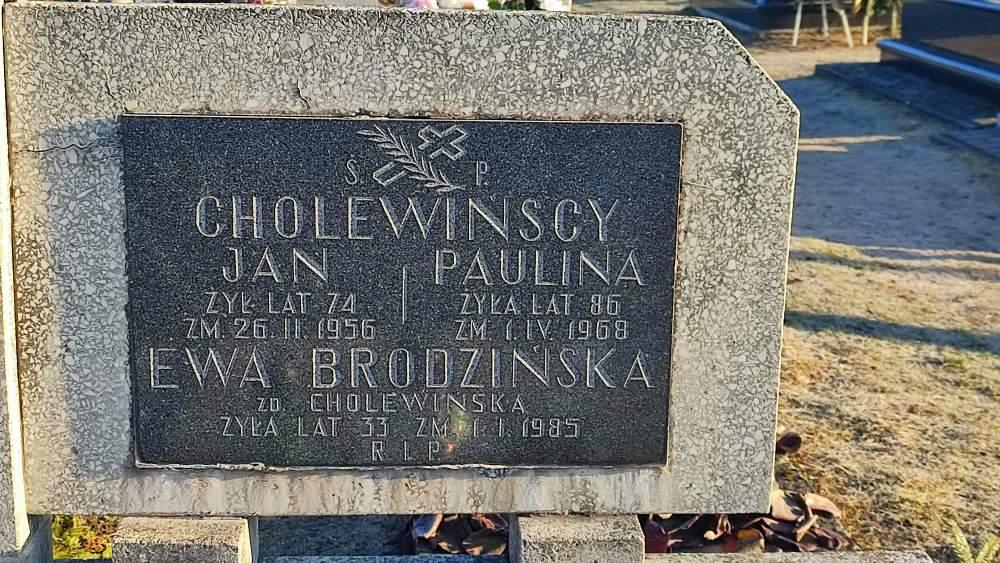 Ś. P.
CHOLEWIŃSCY
JAN PAULINA
ŻYŁ LAT 74 ŻYŁA LAT 86
ZM. 26.II.1956 ZM. 1.IV.1968
EWA BRODZIŃSKA
ZD. CHOLEWIŃSKA
ŻYŁA LAT 33 ZM. 1.1.1985
R.I.P.